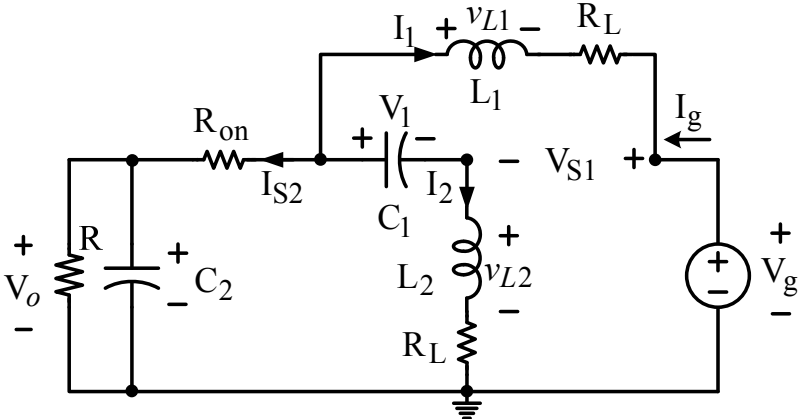 I1 + vL1 − RL
L1
Ron V1 Ig
+ − − VS1 +
IS2 I2
C1
+ R + + +
Vo C2 L2 vL2 + Vg
− − − − −
RL